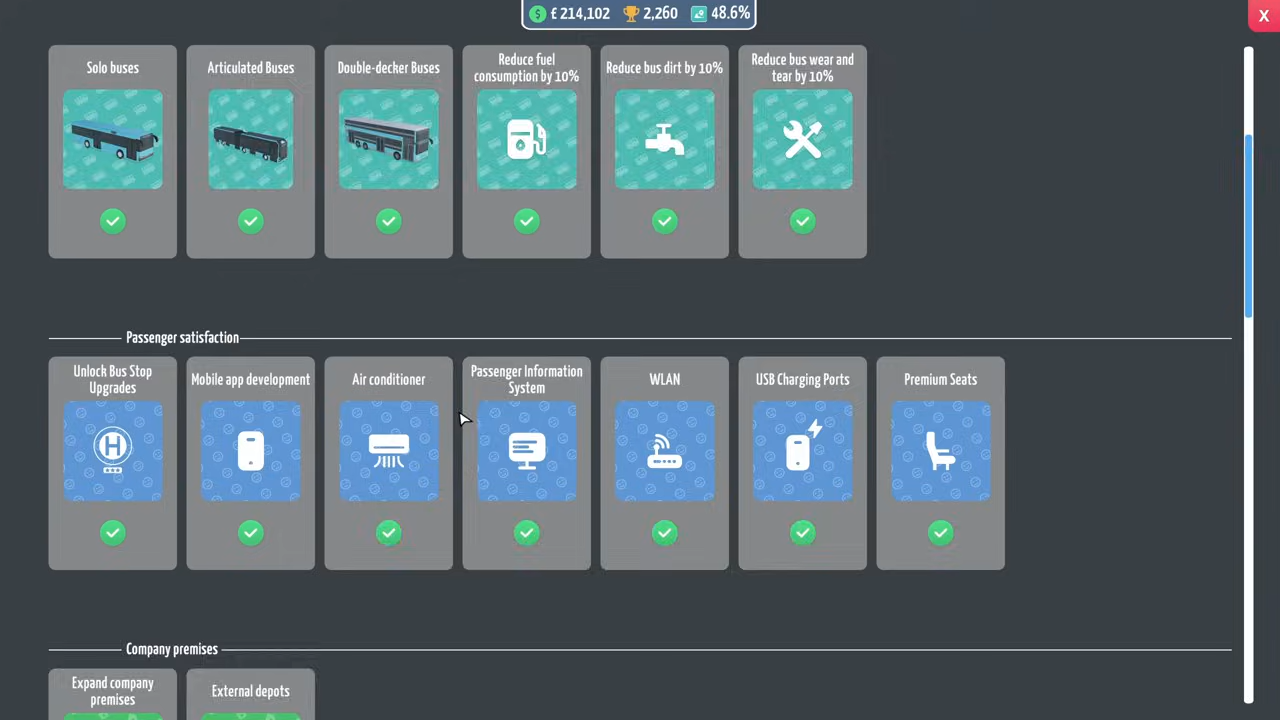 £ 214,102 2,260 48.6%
X
Solo buses
Articulated Buses
Double-decker Buses
Reduce fuel
consumption by 10%
Reduce bus dirt by 10%
Reduce bus wear and
tear by 10%
Passenger satisfaction
Unlock Bus Stop
Upgrades
Mobile app development
Air conditioner
Passenger Information
System
WLAN
USB Charging Ports
Premium Seats
H
Company premises
Expand company
premises
External depots